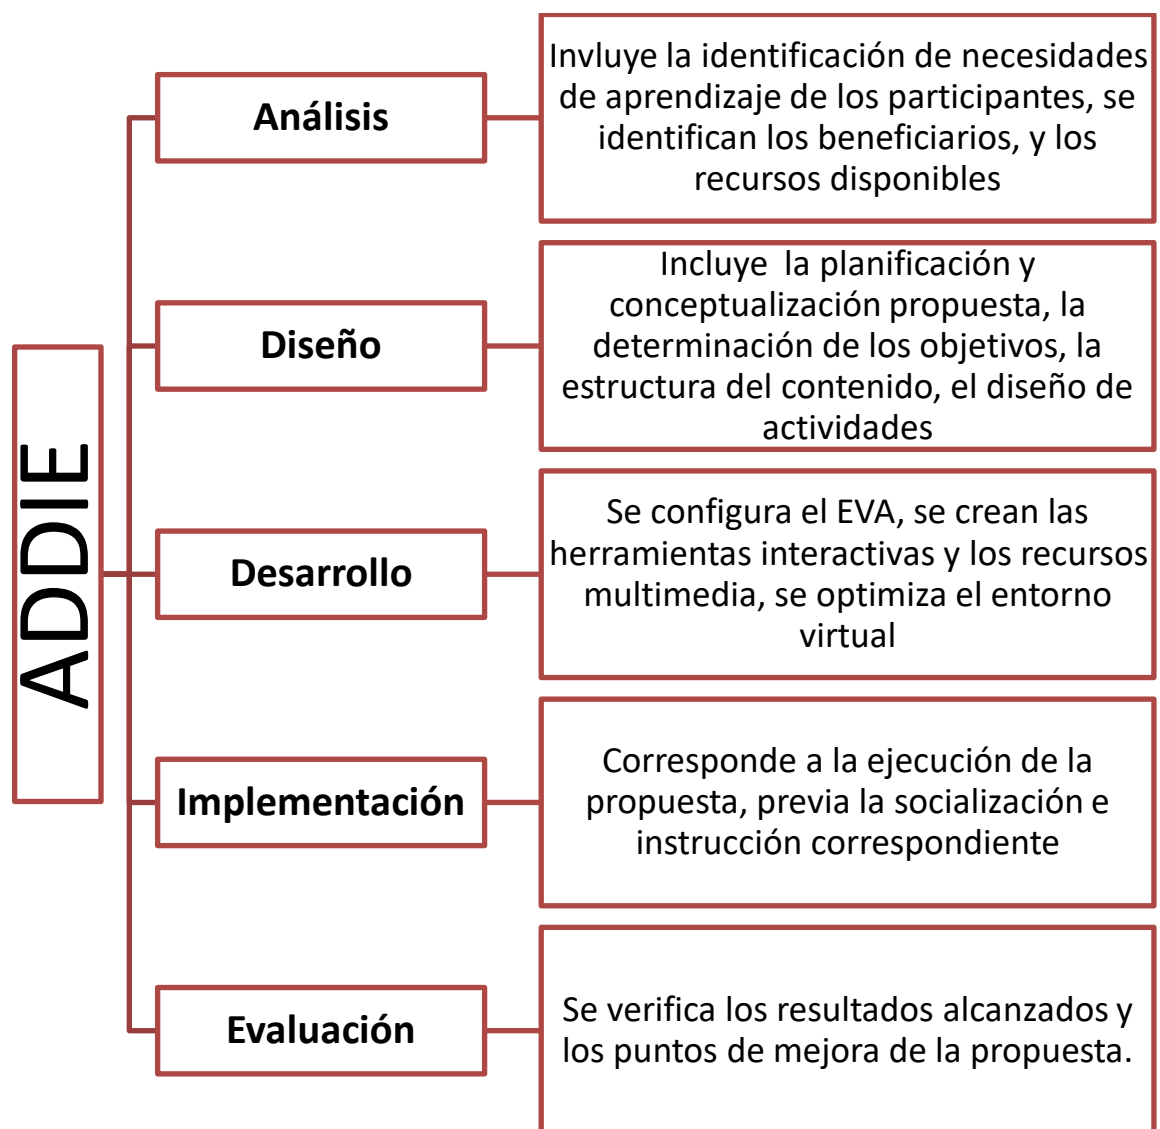 ADDIE
Análisis
Invluye la identificación de necesidades
de aprendizaje de los participantes, se
identifican los beneficiarios, y los
recursos disponibles
Diseño
Incluye  la planificación y
conceptualización propuesta, la
determinación de los objetivos, la
estructura del contenido, el diseño de
actividades
Desarrollo
Se configura el EVA, se crean las
herramientas interactivas y los recursos
multimedia, se optimiza el entorno
virtual
Implementación
Corresponde a la ejecución de la
propuesta, previa la socialización e
instrucción correspondiente
Evaluación
Se verifica los resultados alcanzados y
los puntos de mejora de la propuesta.